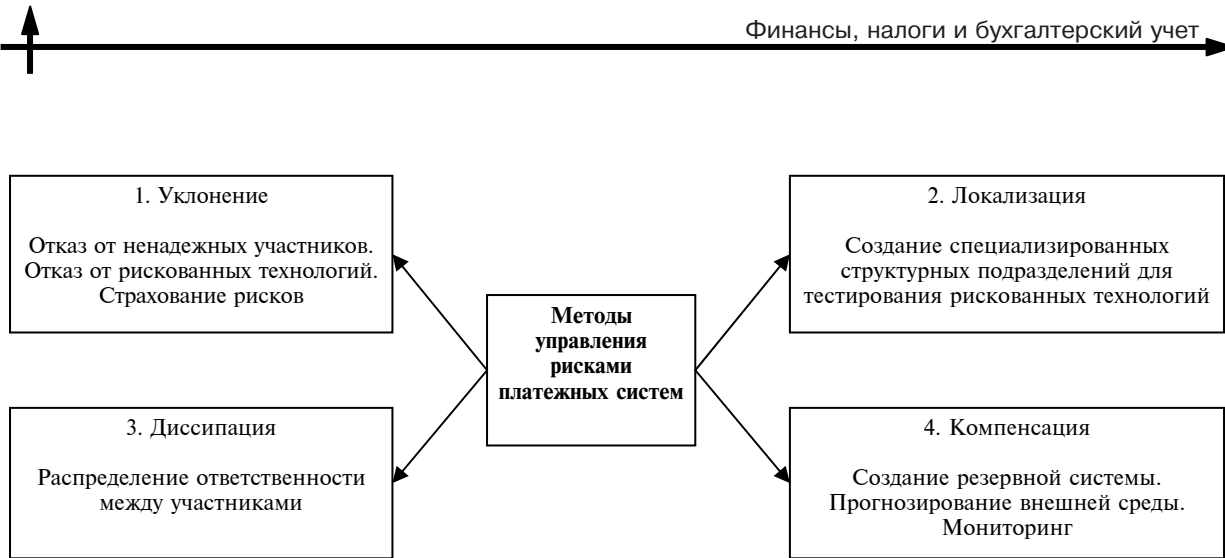 Финансы, налоги и бухгалтерский учет
1. Уклонение
Отказ от ненадежных участников.
Отказ от рискованных технологий.
Страхование рисков
2. Локализация
Создание специализированных
структурных подразделений для
тестирования рискованных технологий
Методы
управления
рисками
платежных систем
3. Диссипация
Распределение ответственности
между участниками
4. Компенсация
Создание резервной системы.
Прогнозирование внешней среды.
Мониторинг